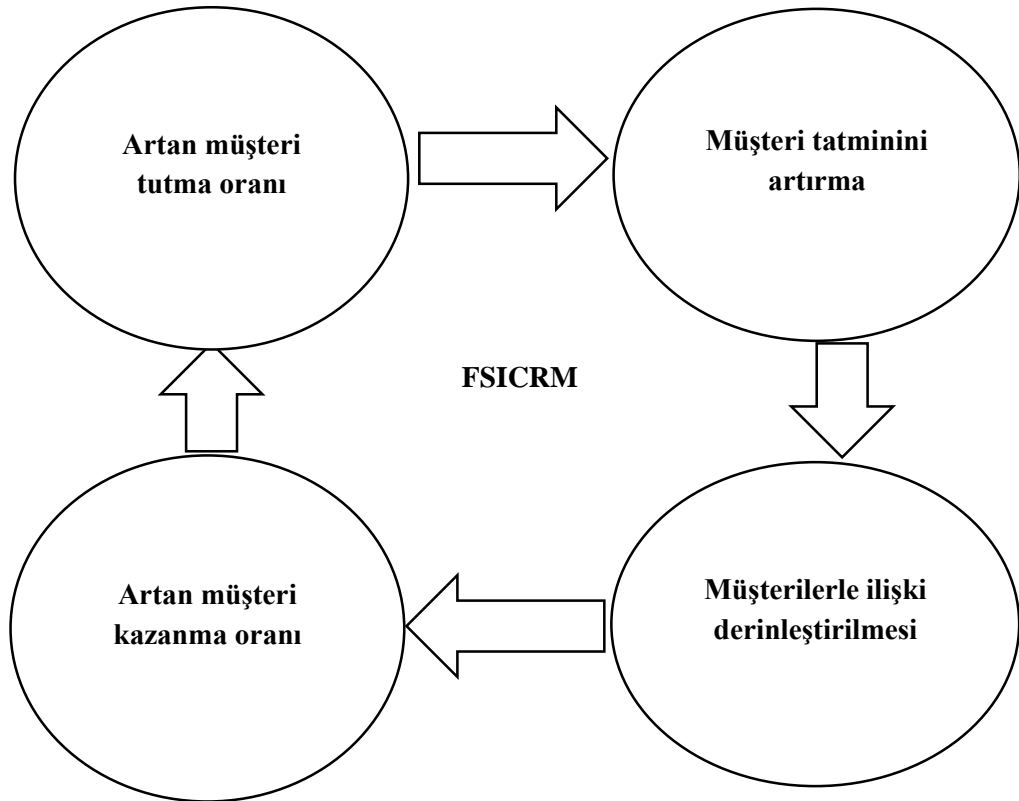 Artan müşteri
tutma oranı
Müşteri tatminini
artırma
FSICRM
Artan müşteri
kazanma oranı
Müşterilerle ilişki
derinleştirilmesi